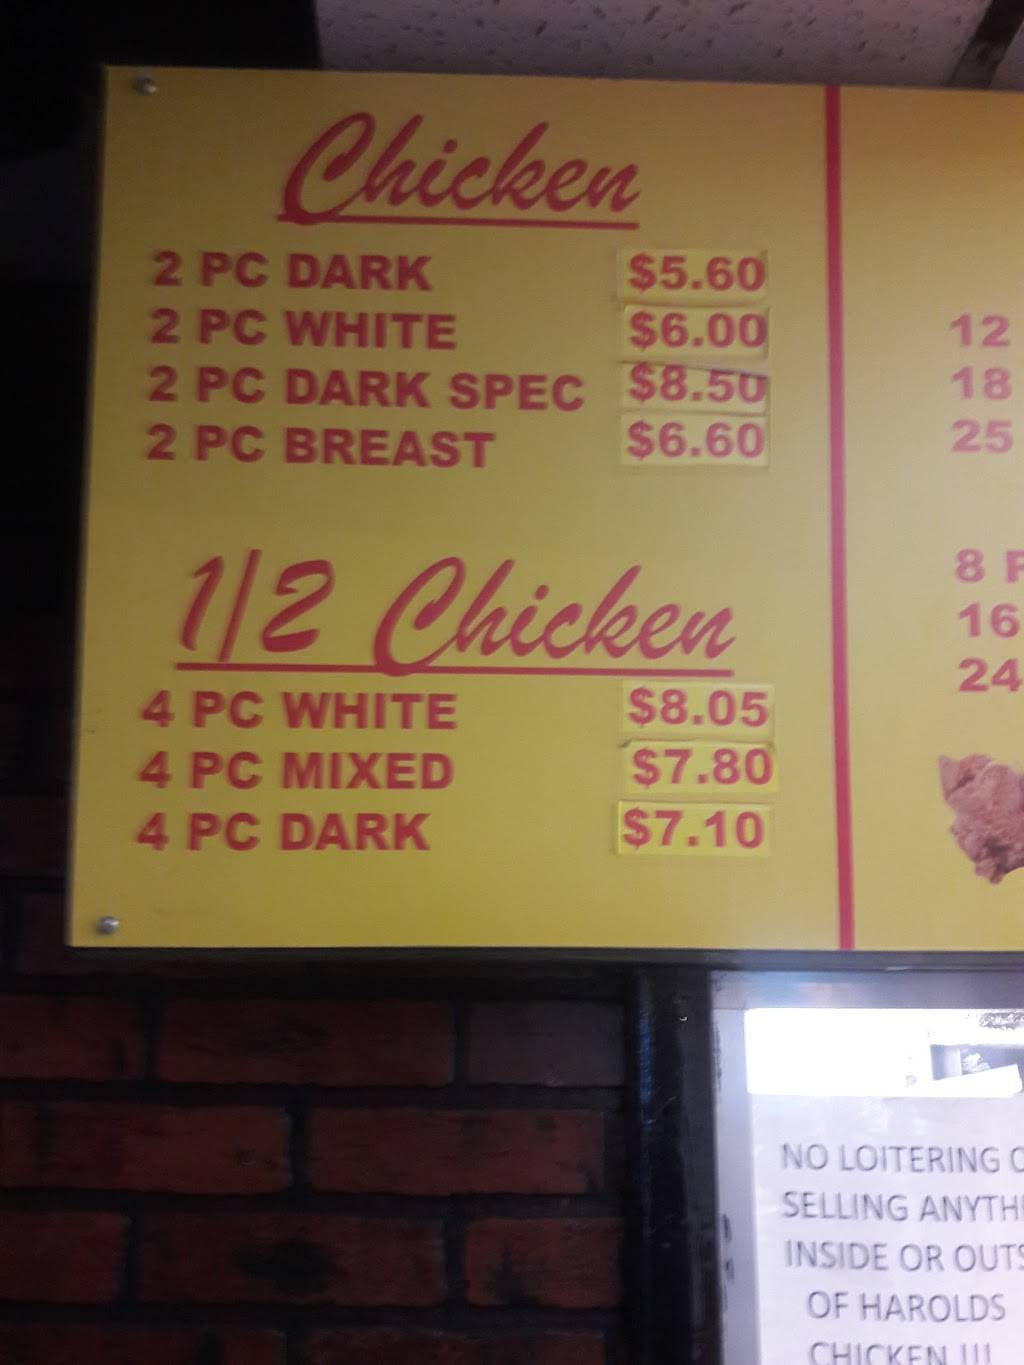 Chicken
2 PC DARK $5.60
2 PC WHITE $6.00
2 PC DARK SPEC $8.50
2 PC BREAST $6.60
1/2 Chicken
4 PC WHITE $8.05
4 PC MIXED $7.80
4 PC DARK $7.10
12
18
25
8
16
24
NO LOITERING
SELLING
INSIDE OR
OF HAROLDS
CHICKEN !!!